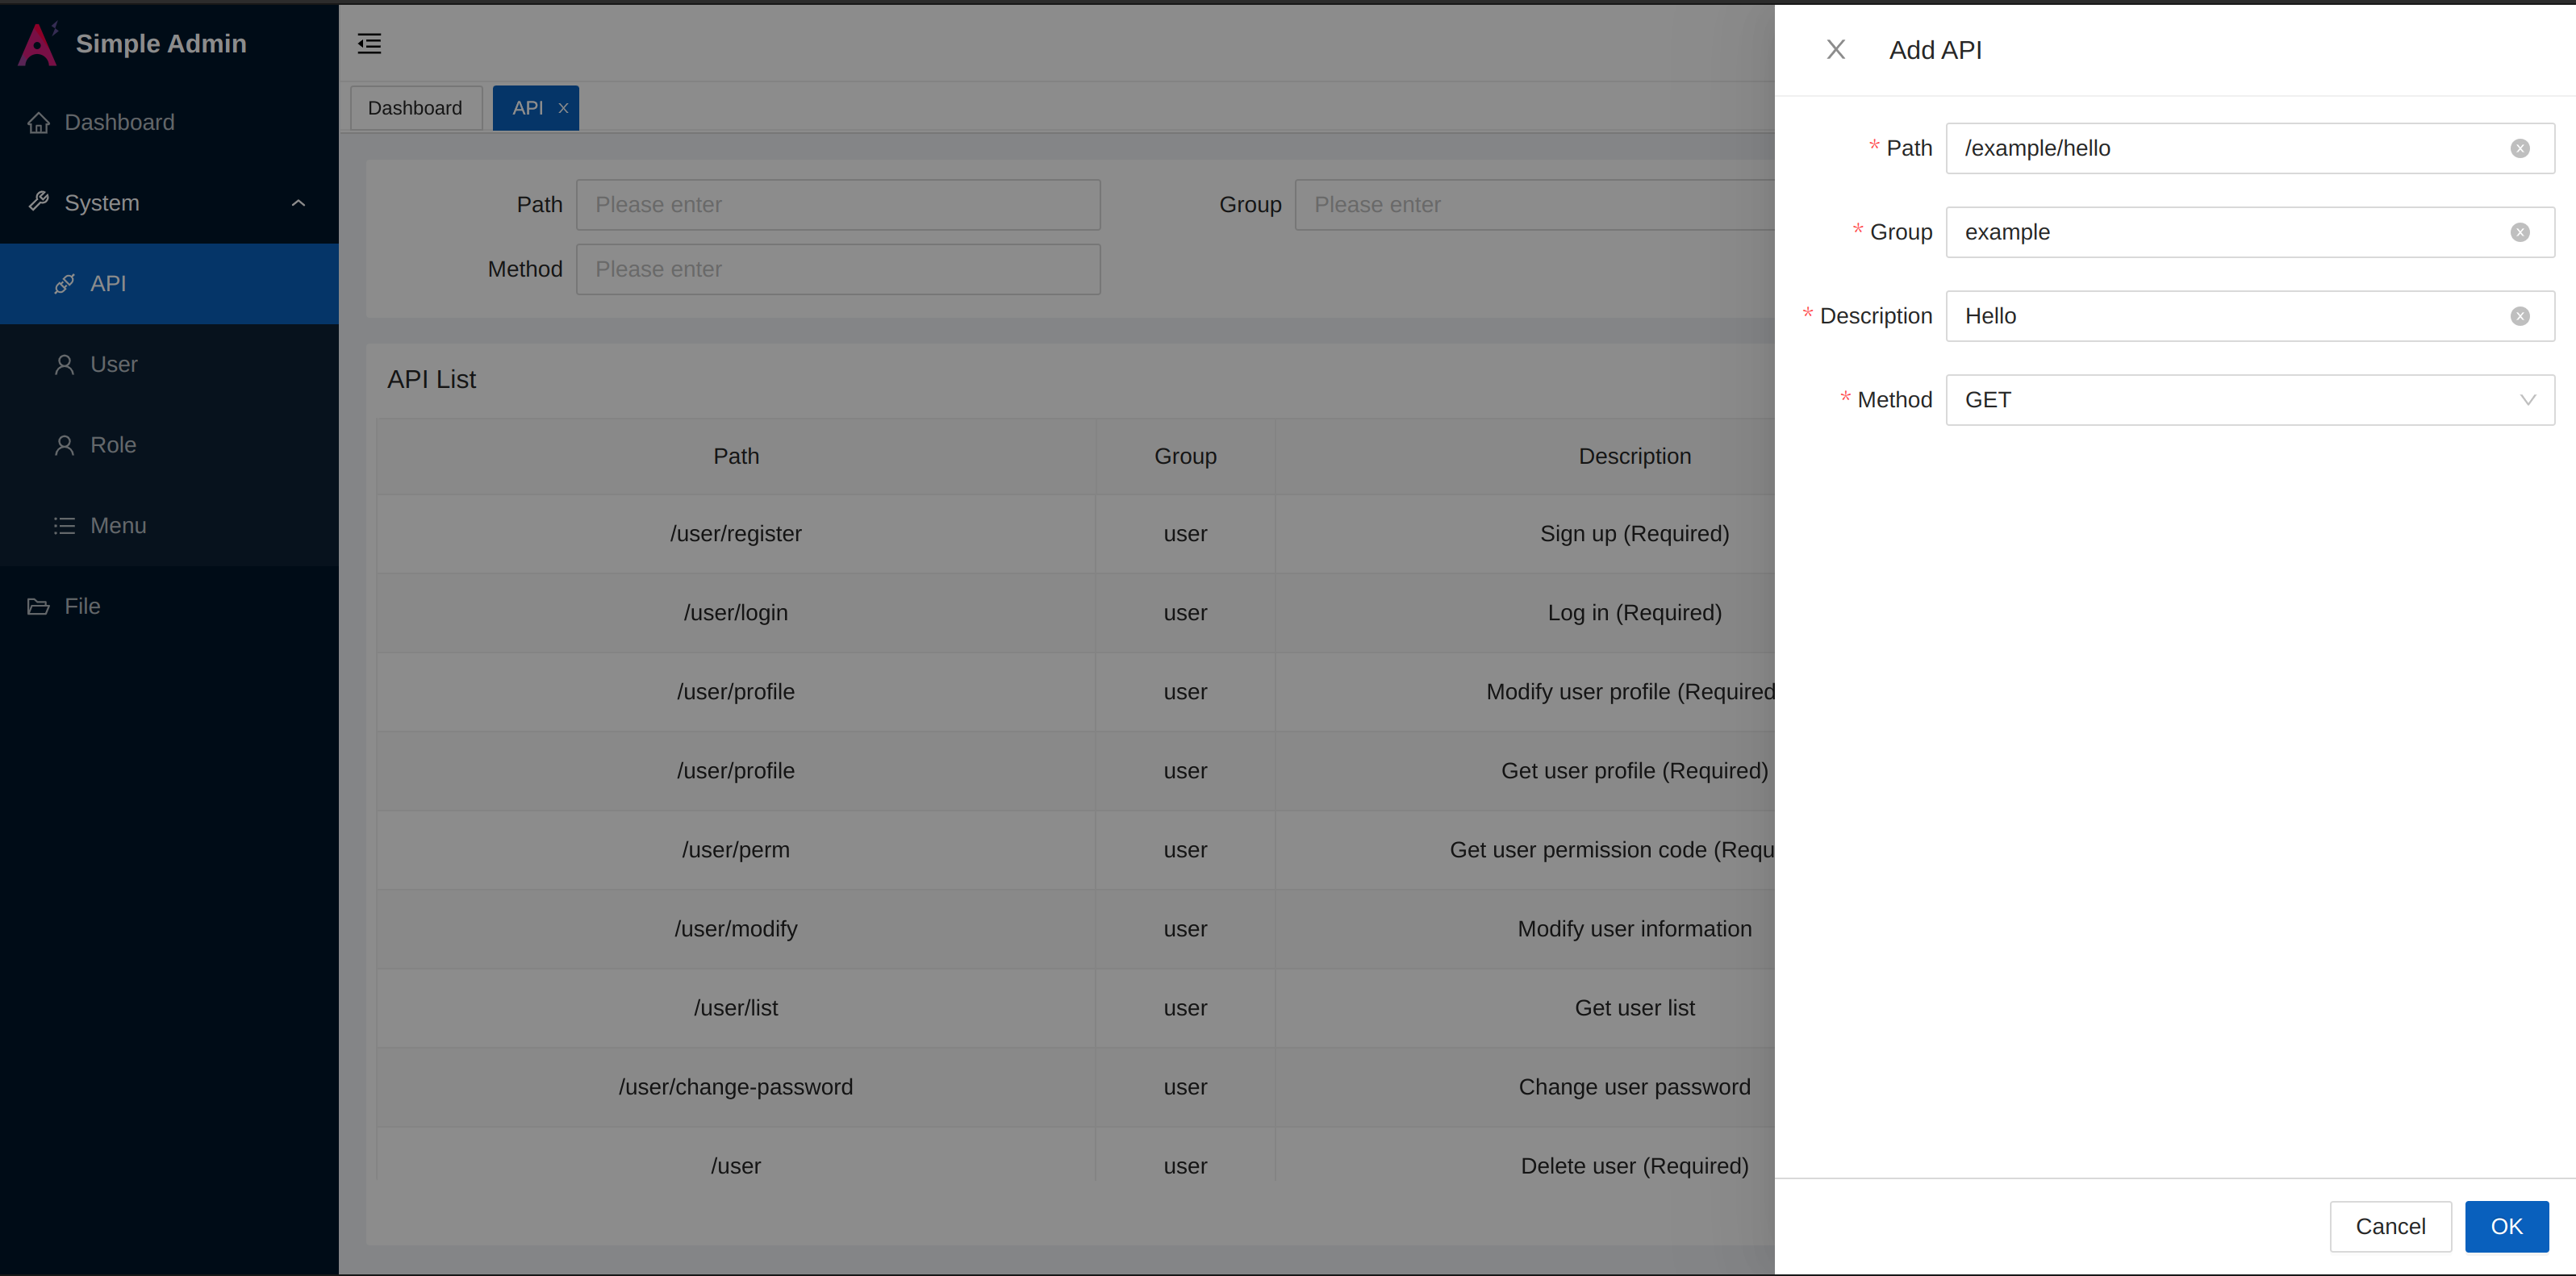 Simple Admin
Dashboard
System
API
User
Role
Menu
File
Dashboard
API
Path Please enter
Group Please enter
Method Please enter
API List
Path Group Description
/user/register user Sign up (Required)
/user/login user Log in (Required)
/user/profile user Modify user profile (Required
/user/profile user Get user profile (Required)
/user/perm user Get user permission code (Requ
/user/modify user Modify user information
/user/list user Get user list
/user/change-password user Change user password
/user user Delete user (Required)
Add API
* Path /example/hello
* Group example
* Description Hello
* Method GET
Cancel OK